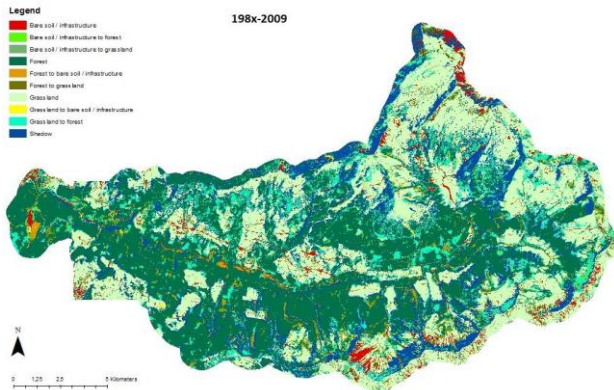 Legend
198x-2009
Bare soil / infrastructure
Bare soil / infrastructure to forest
Bare soil / infrastructure to grassland
Forest
Forest to bare soil / infrastructure
Forest to grassland
Grassland
Grassland to bare soil / infrastructure
Grassland to forest
Shadow
N
0 1,25 2,5 5 Kilometers